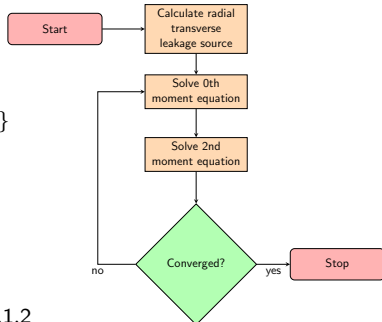 Start
Calculate radial
transverse
leakage source
Solve 0th
moment equation
}
Solve 2nd
moment equation
Converged?
no
yes
Stop
1.2